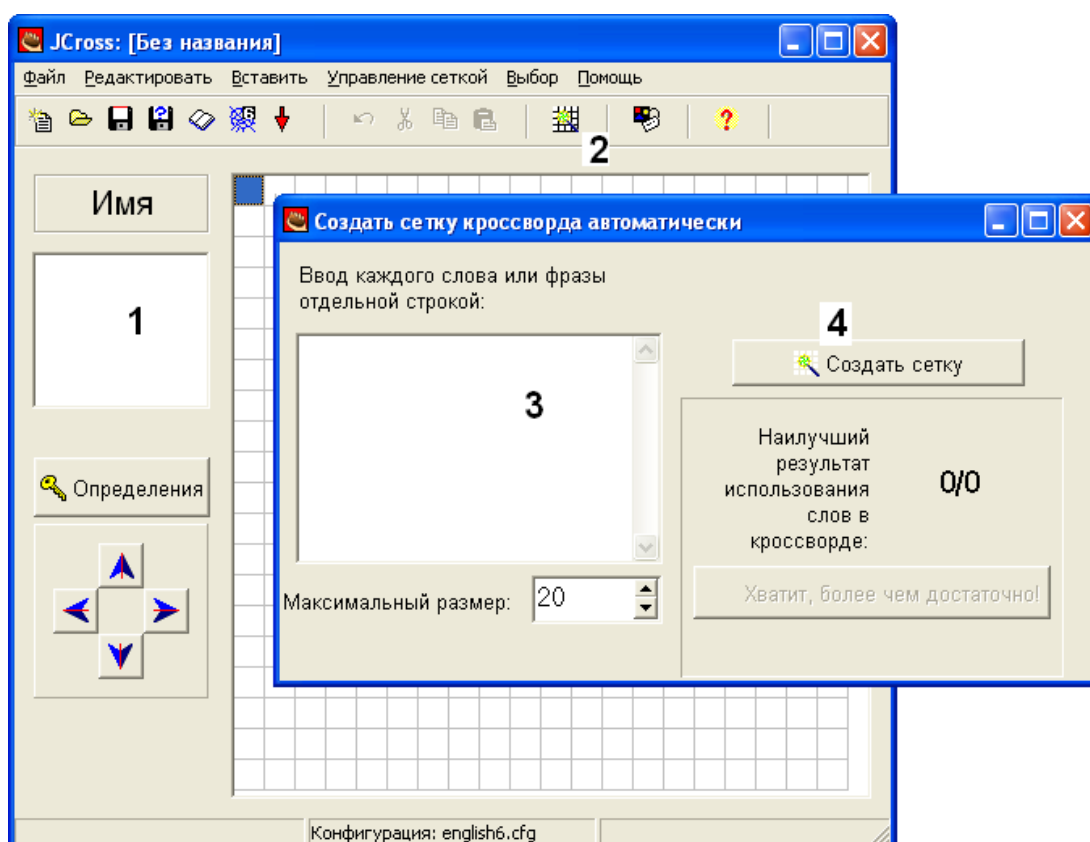 JCross: [Без названия]
Файл Редактировать Вставить Управление сеткой Выбор Помощь
2
Имя
1
Определения
Создать сетку кроссворда автоматически
Ввод каждого слова или фразы
отдельной строкой:
3
Максимальный размер: 20
4
Создать сетку
Наилучший
результат
использования
слов в
кроссворде:
0/0
Хватит, более чем достаточно!
Конфигурация: english6.cfg